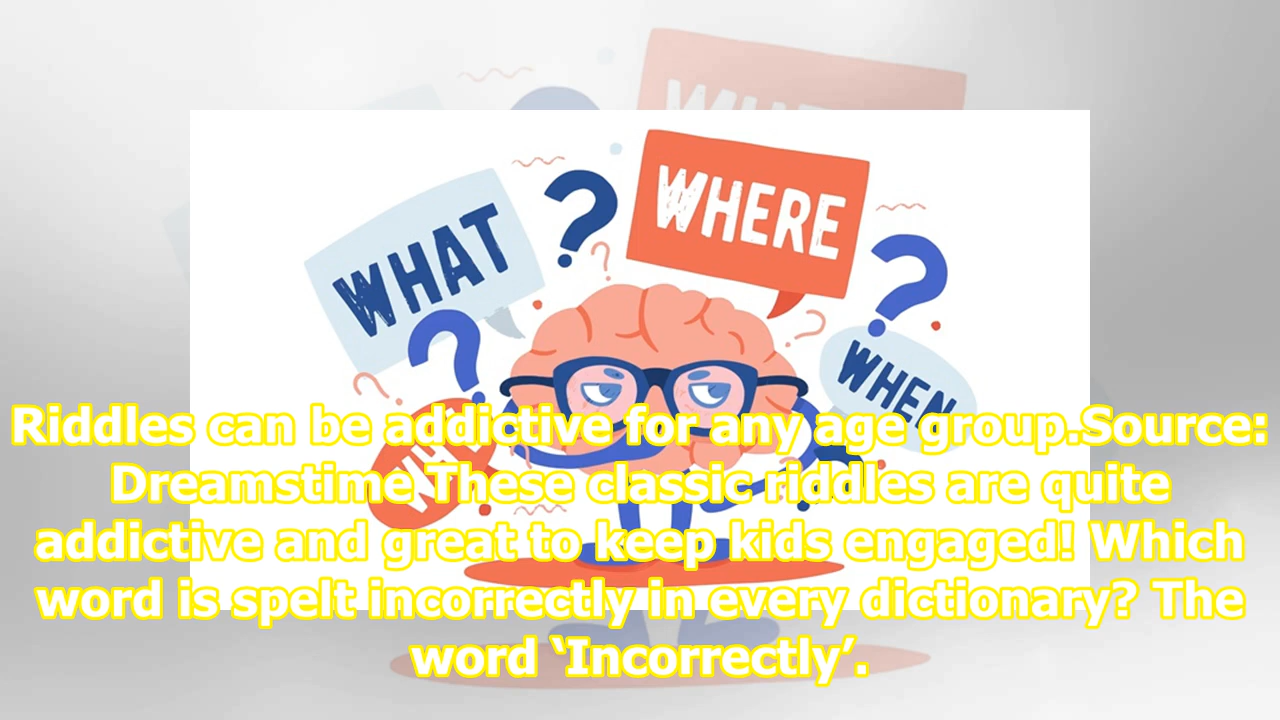 WHERE
WHAT
WHEN
Riddles can be addictive for any age group.Source:
Dreamstime These classic riddles are quite
addictive and great to keep kids engaged! Which
word is spelt incorrectly in every dictionary? The
word ‘Incorrectly’.